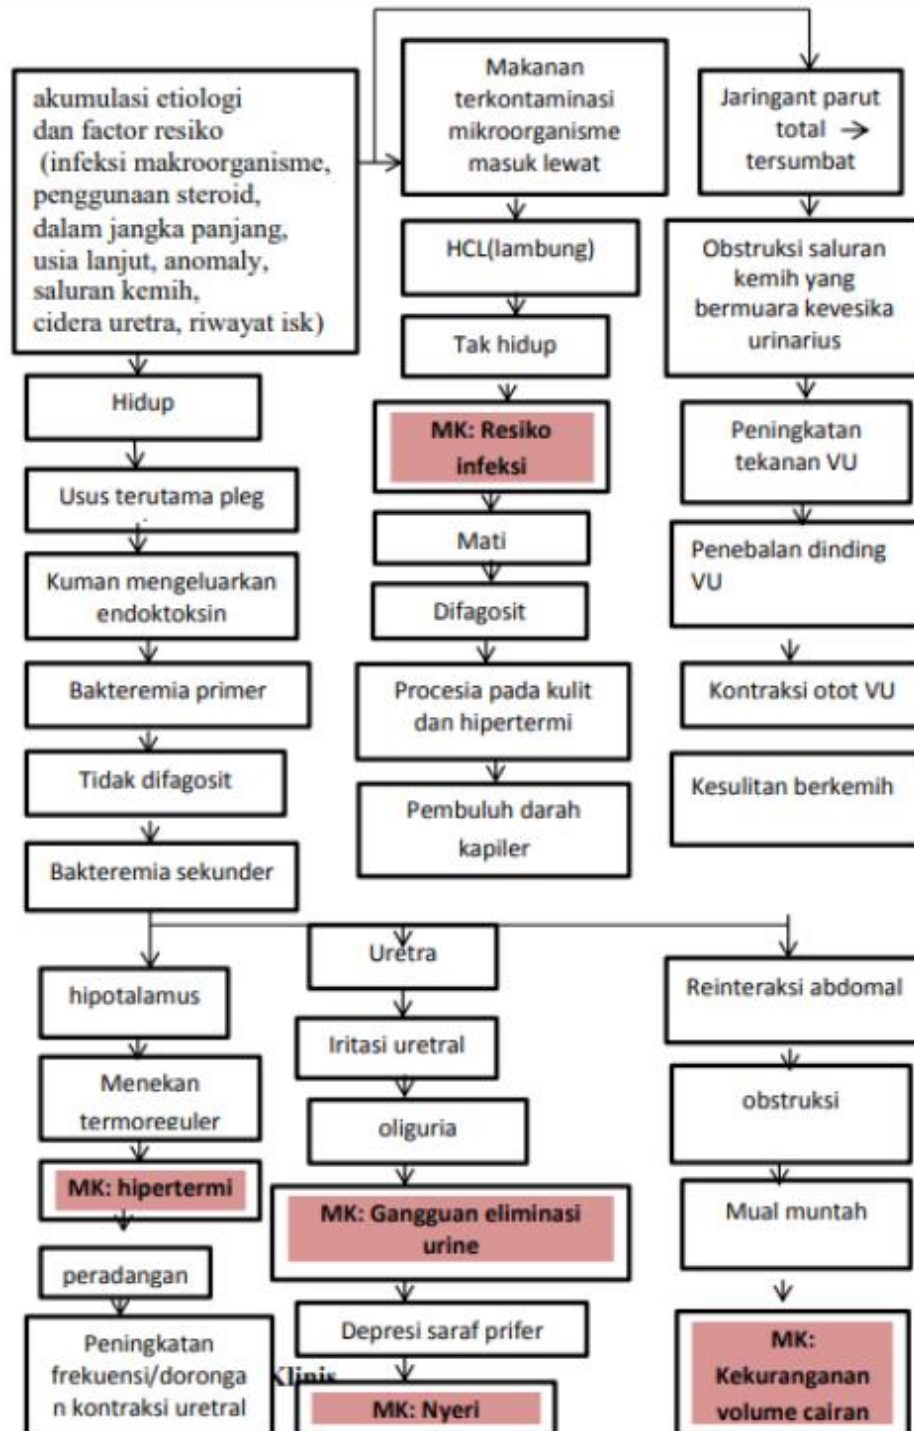 akumulasi etiologi
dan factor resiko
(infeksi makroorganisme,
penggunaan steroid,
dalam jangka panjang,
usia lanjut, anomaly,
saluran kemih,
cidera uretra, riwayat isk)
Hidup
Usus terutama pleg
Kuman mengeluarkan
endoktoksin
Bakteremia primer
Tidak difagosit
Bakteremia sekunder
Makanan
terkontaminasi
mikroorganisme
masuk lewat
HCL(lambung)
Tak hidup
MK: Resiko
infeksi
Mati
Difagosit
Procesia pada kulit
dan hipertermi
Pembuluh darah
kapiler
Jaringant parut
total →
tersumbat
Obstruksi saluran
kemih yang
bermuara kevesika
urinarius
Peningkatan
tekanan VU
Penebalan dinding
VU
Kontraksi otot VU
Kesulitan berkemih
hipotalamus
Menekan
termoreguler
MK: hipertermi
peradangan
Peningkatan
frekuensi/doronga
n kontraksi uretral
Uretra
Iritasi uretral
oliguria
MK: Gangguan eliminasi
urine
Depresi saraf prifer
Klinis
MK: Nyeri
Reinteraksi abdomal
obstruksi
Mual muntah
MK:
Kekuranganan
volume cairan